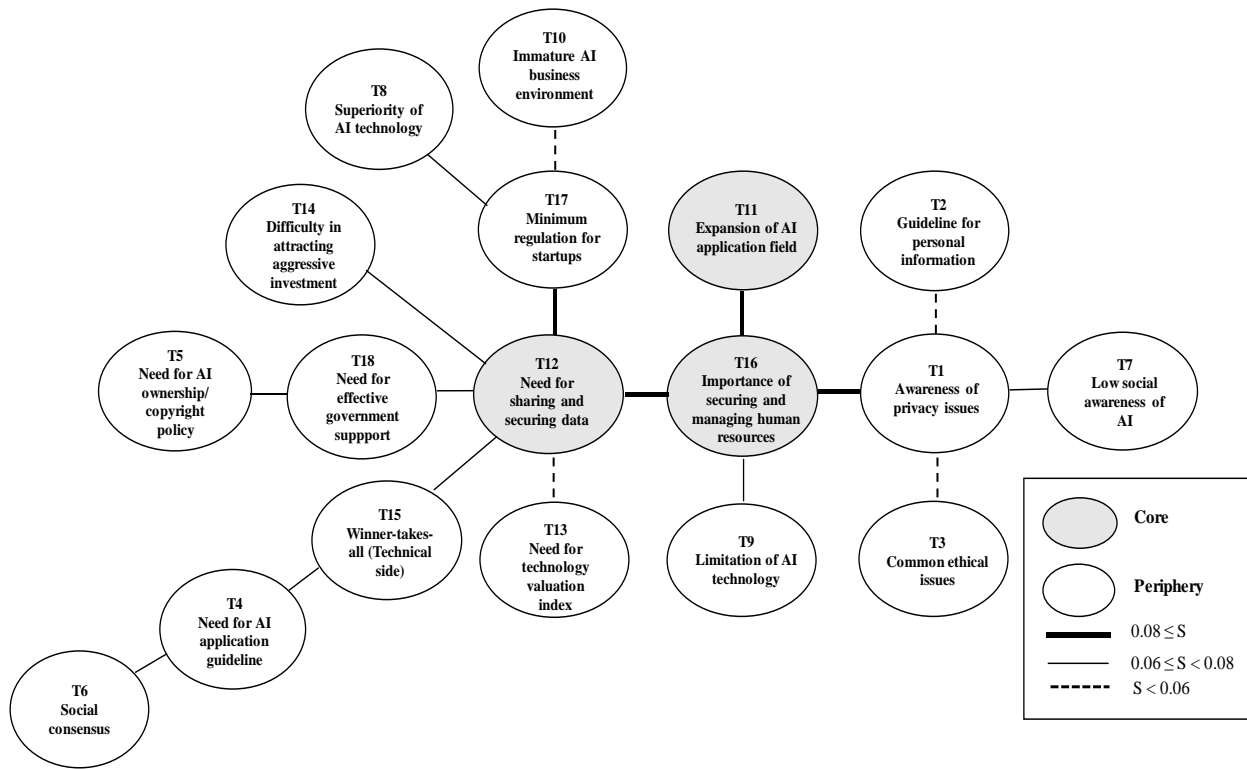 T10
Immature AI
business
environment
T8
Superiority of
AI technology
T17
Minimum
regulation for
startups
T11
Expansion of AI
application field
T2
Guideline for
personal
information
T14
Difficulty in
attracting
aggressive
investment
T5
Need for AI
ownership/
copyright
policy
T18
Need for
effective
government
suppport
T12
Need for
sharing and
securing data
T16
Importance of
securing and
managing human
resources
T1
Awareness of
privacy issues
T7
Low social
awareness of
AI
T15
Winner-takes-
all (Technical
side)
T13
Need for
technology
valuation
index
T9
Limitation of AI
technology
T3
Common ethical
issues
T4
Need for AI
application
guideline
T6
Social
consensus
Core
Periphery
0.08 ≤ S
0.06 ≤ S < 0.08
S < 0.06